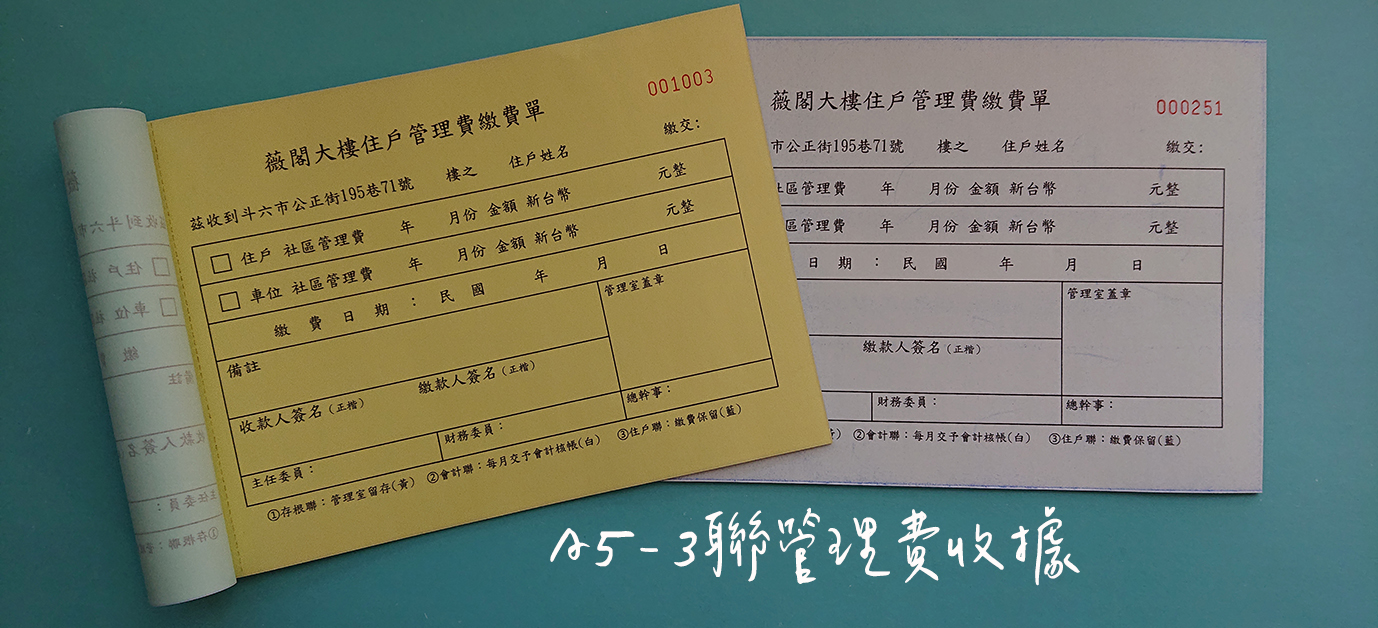 001003
薇閣大樓住戶管理費繳費單
繳交:
茲收到斗六市公正街195巷71號 樓之 住戶姓名
□ 住戶 社區管理費 年 月份 金額 新台幣 元整
□ 車位 社區管理費 年 月份 金額 新台幣 元整
繳 費 日 期 : 民 國 年 月 日
備註
管理室蓋章
收款人簽名(正楷) 繳款人簽名(正楷)
主任委員: 財務委員: 總幹事:
①存根聯:管理室留存(黃) ②會計聯:每月交予會計核帳(白) ③住戶聯:繳費保留(藍)
000251
薇閣大樓住戶管理費繳費單
繳交:
市公正街195巷71號 樓之 住戶姓名
社區管理費 年 月份 金額 新台幣 元整
區管理費 年 月份 金額 新台幣 元整
日 期 : 民 國 年 月 日
管理室蓋章
繳款人簽名(正楷)
財務委員: 總幹事:
②會計聯:每月交予會計核帳(白) ③住戶聯:繳費保留(藍)
A5-3聯管理費收據